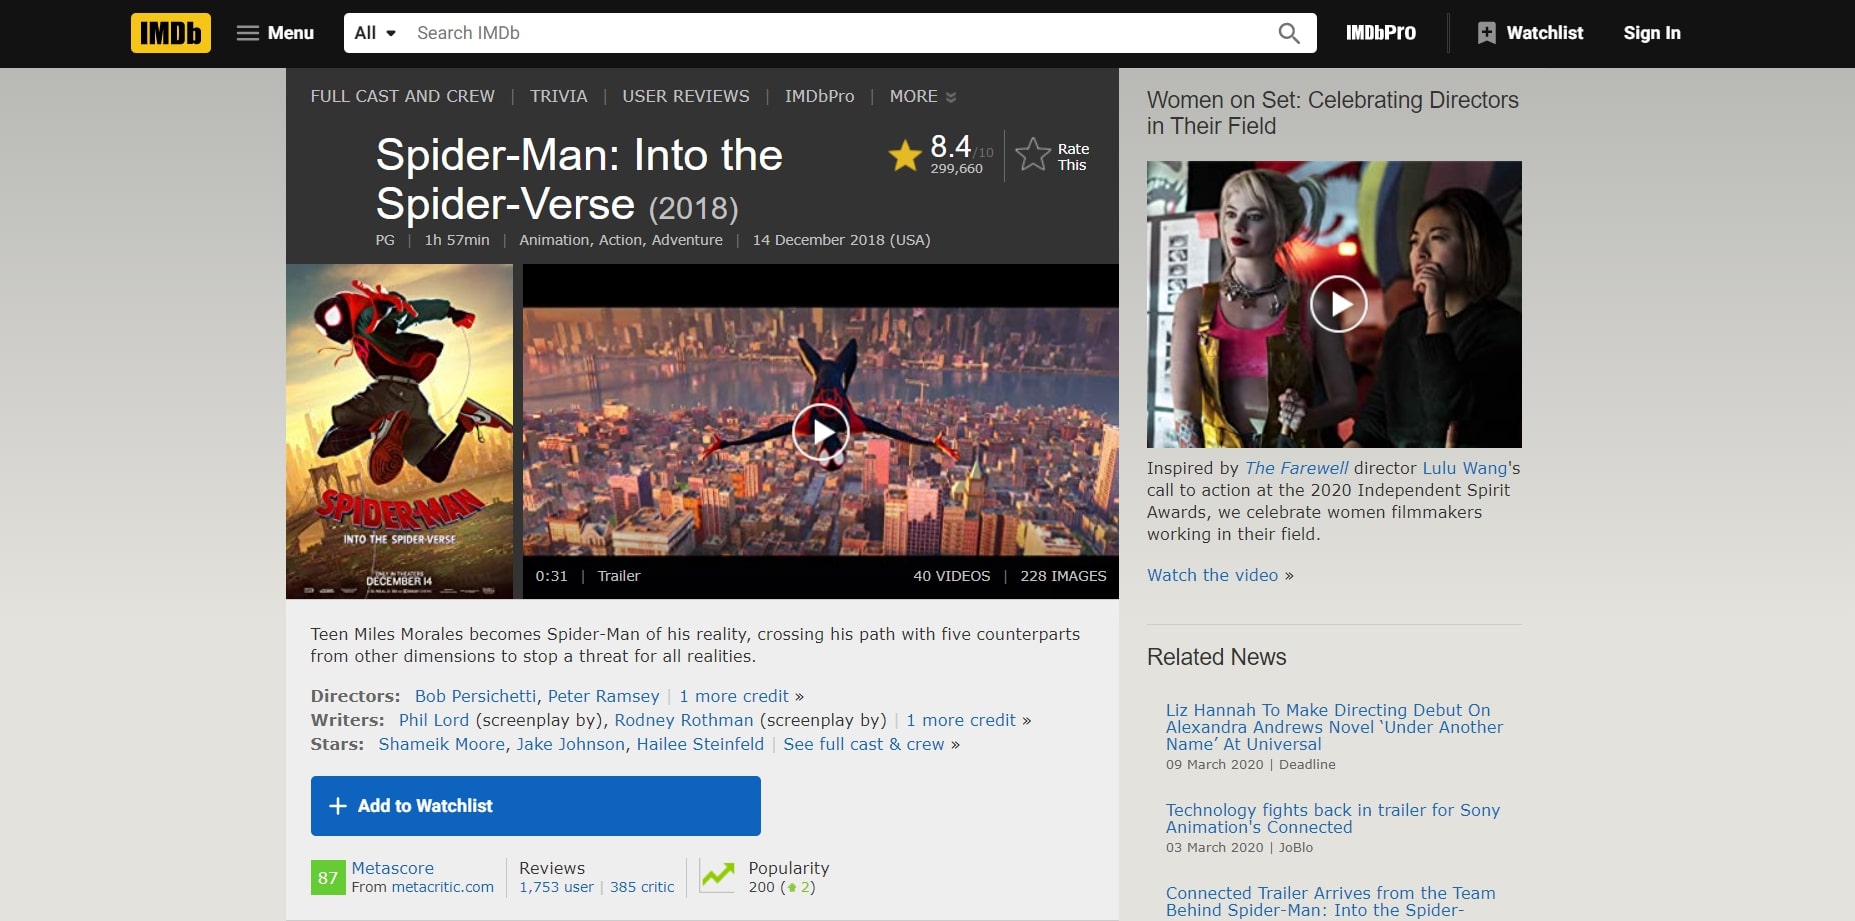 IMDb
Menu
All
Search IMDb
IMDbPro
Watchlist
Sign In
FULL CAST AND CREW | TRIVIA | USER REVIEWS | IMDbPro | MORE
Spider-Man: Into the
Spider-Verse (2018)
8.4/10
299,660
Rate
This
PG | 1h 57min | Animation, Action, Adventure | 14 December 2018 (USA)
SPIDER-MAN
INTO THE SPIDER-VERSE
ONLY IN THEATERS
DECEMBER 14
0:31 | Trailer
40 VIDEOS | 228 IMAGES
Teen Miles Morales becomes Spider-Man of his reality, crossing his path with five counterparts
from other dimensions to stop a threat for all realities.
Directors: Bob Persichetti, Peter Ramsey | 1 more credit »
Writers: Phil Lord (screenplay by), Rodney Rothman (screenplay by) | 1 more credit »
Stars: Shameik Moore, Jake Johnson, Hailee Steinfeld | See full cast & crew »
+ Add to Watchlist
87
Metascore
From metacritic.com
Reviews
1,753 user | 385 critic
Popularity
200 (2)
Women on Set: Celebrating Directors
in Their Field
Inspired by The Farewell director Lulu Wang's
call to action at the 2020 Independent Spirit
Awards, we celebrate women filmmakers
working in their field.
Watch the video »
Related News
Liz Hannah To Make Directing Debut On
Alexandra Andrews Novel ‘Under Another
Name’ At Universal
09 March 2020 | Deadline
Technology fights back in trailer for Sony
Animation's Connected
03 March 2020 | JoBlo
Connected Trailer Arrives from the Team
Behind Spider-Man: Into the Spider-